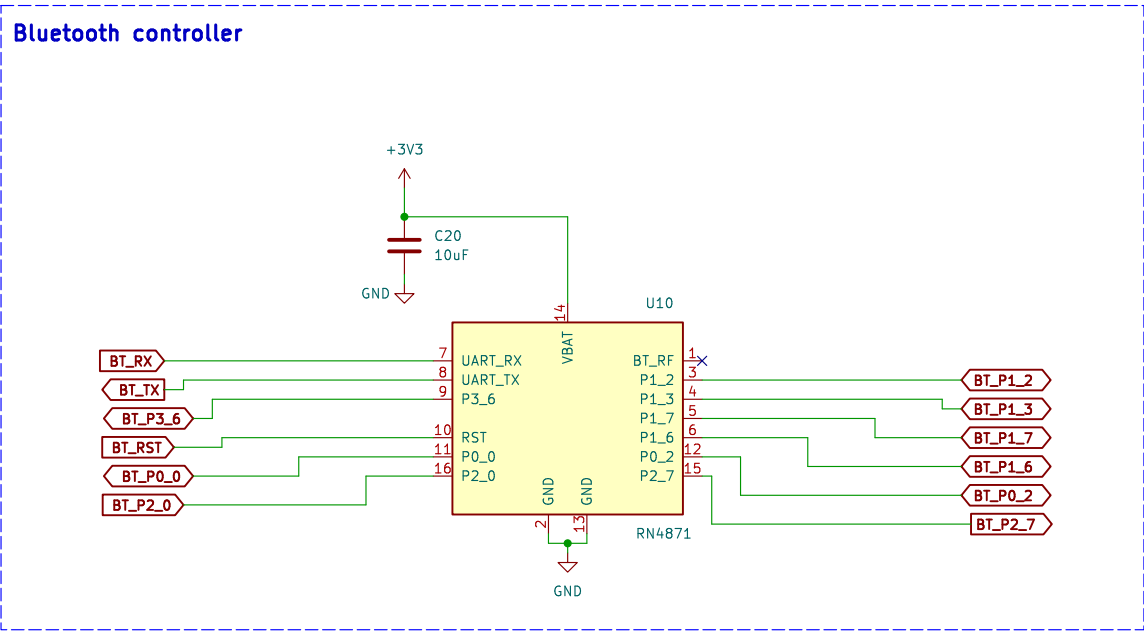 Bluetooth controller
+3V3
C20
10uF
GND
U10
14
VBAT
BT_RX
7
UART_RX
BT_RF
1
BT_TX
8
UART_TX
P1_2
3
BT_P1_2
BT_P3_6
9
P3_6
P1_3
4
BT_P1_3
P1_7
5
BT_P1_7
BT_RST
10
RST
P1_6
6
BT_P1_6
BT_P0_0
11
P0_0
P0_2
12
BT_P0_2
BT_P2_0
16
P2_0
P2_7
15
BT_P2_7
GND
GND
2
13
RN4871
GND